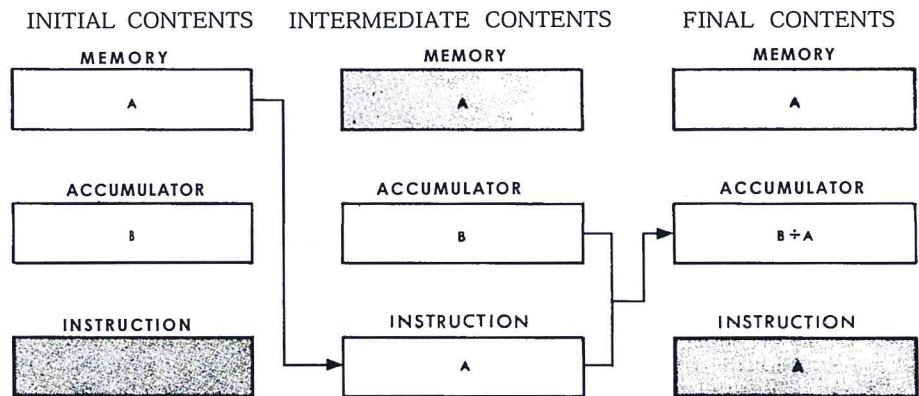 INITIAL CONTENTS INTERMEDIATE CONTENTS FINAL CONTENTS
MEMORY MEMORY MEMORY
A A A
ACCUMULATOR ACCUMULATOR ACCUMULATOR
B B B ÷ A
INSTRUCTION INSTRUCTION INSTRUCTION
A A